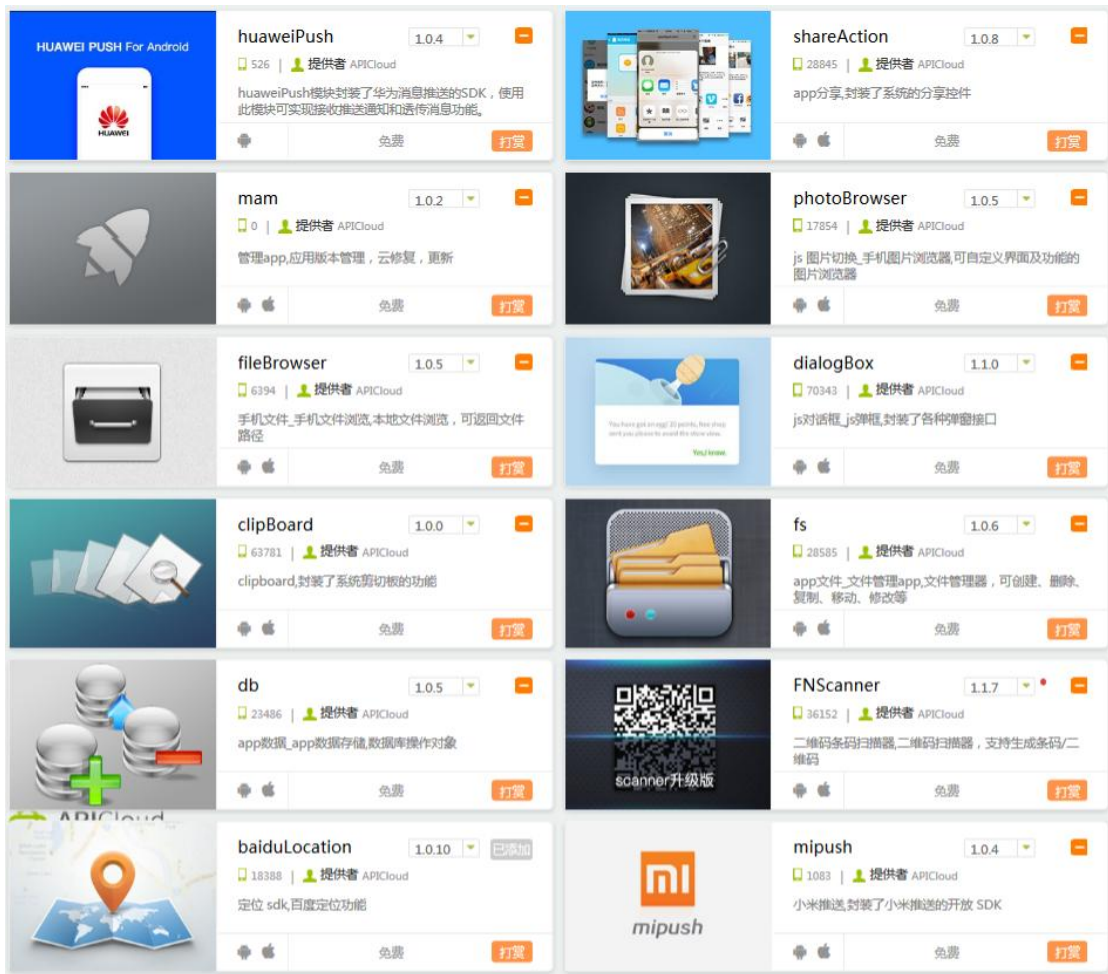 HUAWEI PUSH For Android
HUAWEI
huaweiPush
1.0.4
526 | 提供者 APICloud
huaweiPush模块封装了华为消息推送的SDK，使用
此模块可实现接收推送通知和透传消息功能。
免费
打赏
shareAction
1.0.8
28845 | 提供者 APICloud
app分享,封装了系统的分享控件
免费
打赏
mam
1.0.2
0 | 提供者 APICloud
管理app,应用版本管理，云修复，更新
免费
打赏
photoBrowser
1.0.5
17854 | 提供者 APICloud
js 图片切换_手机图片浏览器,可自定义界面及功能的
图片浏览器
免费
打赏
fileBrowser
1.0.5
6394 | 提供者 APICloud
手机文件_手机文件浏览,本地文件浏览，可返回文件
路径
免费
打赏
You have got an egg! 20 points, free shop
sent you please to avoid the show view.
Yes,I know.
dialogBox
1.1.0
70343 | 提供者 APICloud
js对话框_js弹框,封装了各种弹窗接口
免费
打赏
clipBoard
1.0.0
63781 | 提供者 APICloud
clipboard,封装了系统剪切板的功能
免费
打赏
fs
1.0.6
28585 | 提供者 APICloud
app文件_文件管理app,文件管理器，可创建、删除、
复制、移动、修改等
免费
打赏
db
1.0.5
23486 | 提供者 APICloud
app数据_app数据存储,数据库操作对象
免费
打赏
scanner升级版
FNScanner
1.1.7
36152 | 提供者 APICloud
二维码条码扫描器,二维码扫描器，支持生成条码/二
维码
免费
打赏
APICloud
baiduLocation
1.0.10
已添加
18388 | 提供者 APICloud
定位 sdk,百度定位功能
免费
打赏
mipush
mipush
1.0.4
1083 | 提供者 APICloud
小米推送,封装了小米推送的开放 SDK
免费
打赏